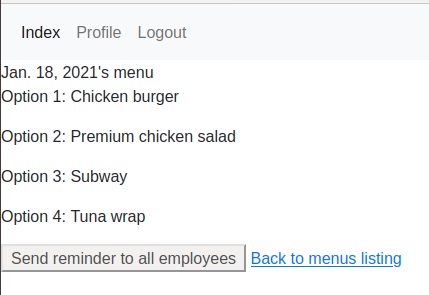 Index Profile Logout
Jan. 18, 2021's menu
Option 1: Chicken burger
Option 2: Premium chicken salad
Option 3: Subway
Option 4: Tuna wrap
Send reminder to all employees Back to menus listing